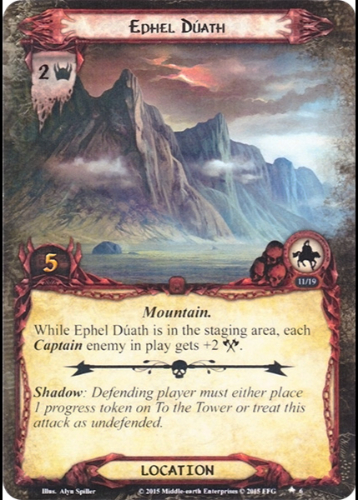 Ephel Dúath
2
5
11/19
Mountain.
While Ephel Dúath is in the staging area, each
Captain enemy in play gets +2 .
Shadow: Defending player must either place
1 progress token on To the Tower or treat this
attack as undefended.
Illus. Alyn Spiller © 2015 Middle-earth Enterprises © 2015 FFG 6
LOCATION